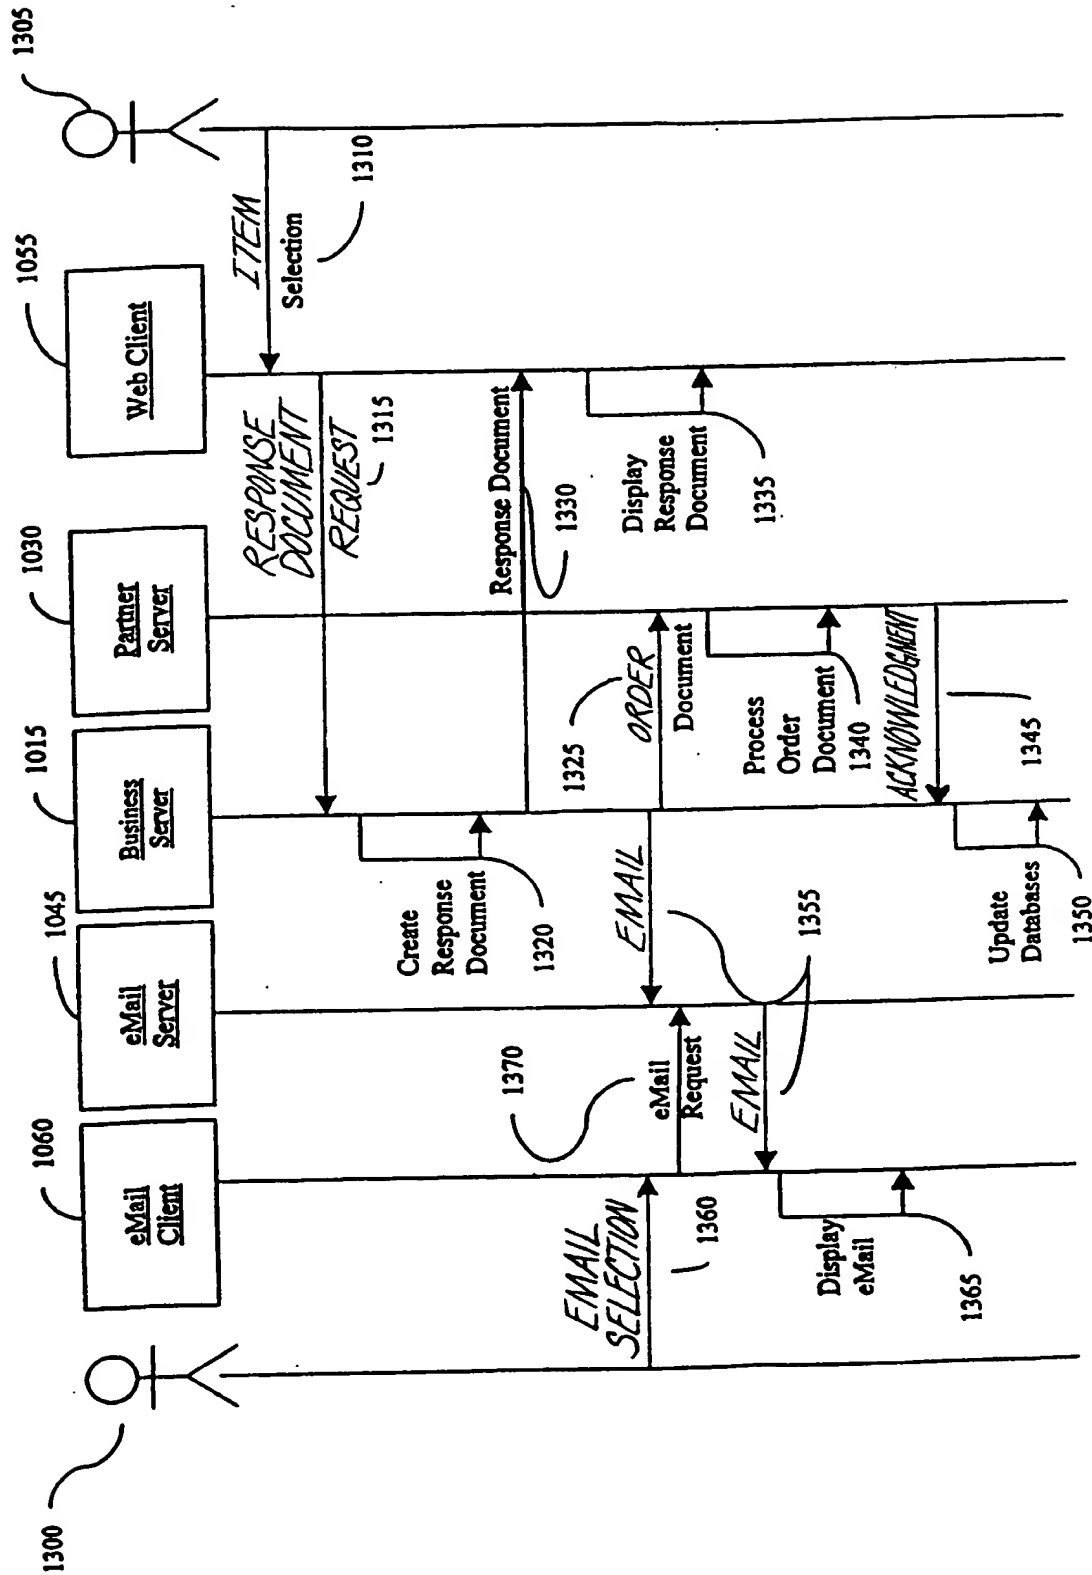 1300
1305
eMail
Client
1060
eMail
Server
1045
Business
Server
1015
Partner
Server
1030
Web Client
1055
ITEM
Selection
1310
RESPONSE
DOCUMENT
REQUEST
1315
Create
Response
Document
1320
Response Document
1330
Display
Response
Document
1335
ORDER
Document
1325
EMAIL
EMAIL
1355
EMAIL
SELECTION
1360
eMail
Request
1370
Process
Order
Document
1340
Display
eMail
1365
ACKNOWLEDGMENT
1345
Update
Databases
1350